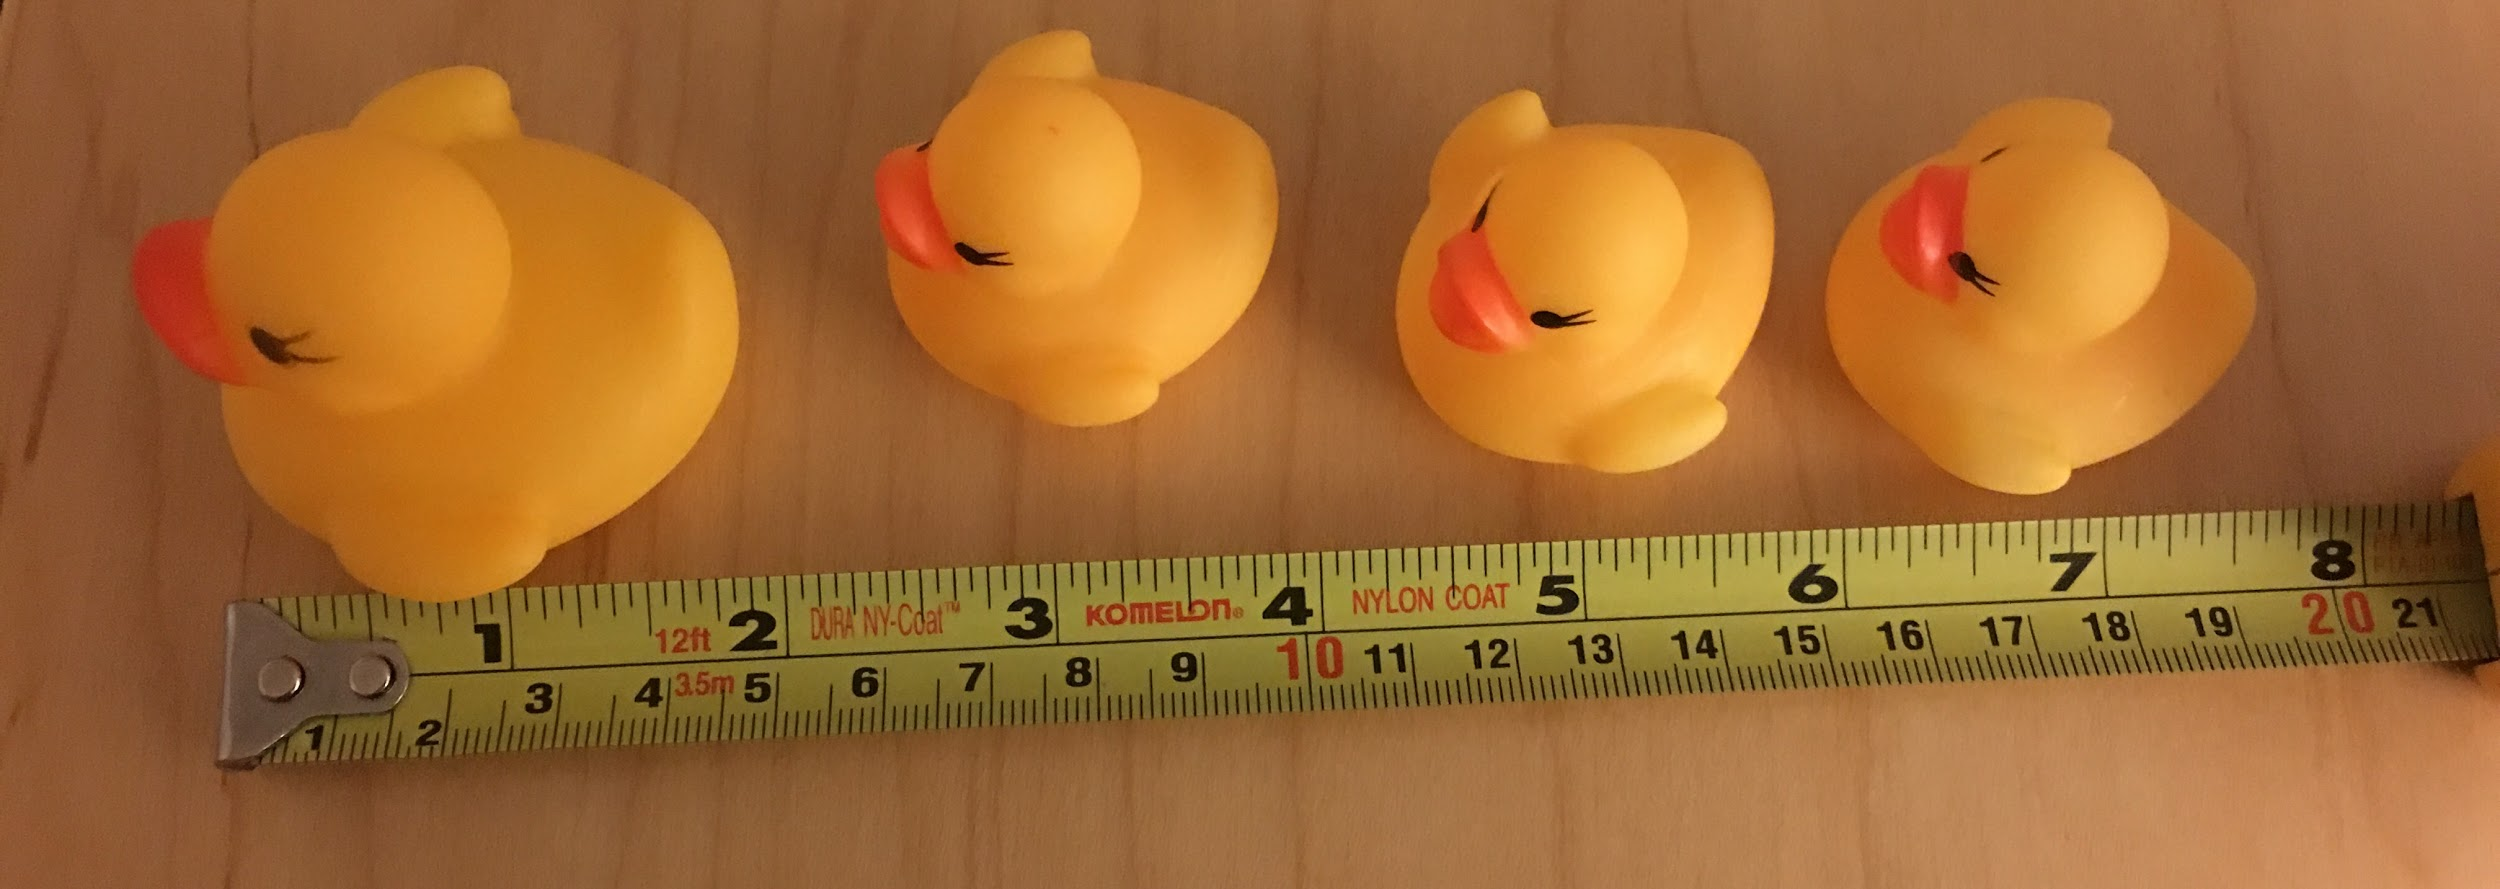 1 12ft 2 DURA NY-Coat™ 3 KOMELON® 4 NYLON COAT 5 6 7 8
1 2 3 4 3.5m 5 6 7 8 9 10 11 12 13 14 15 16 17 18 19 20 21